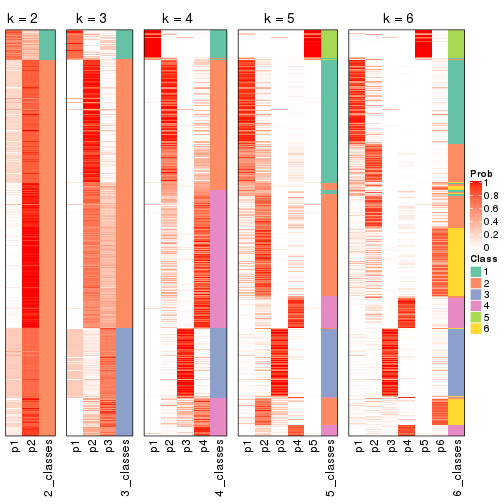 k = 2
k = 3
k = 4
k = 5
k = 6
Prob
1
0.8
0.6
0.4
0.2
0
Class
1
2
3
4
5
6
p1 p2 2_classes
p1 p2 p3 3_classes
p1 p2 p3 p4 4_classes
p1 p2 p3 p4 p5 5_classes
p1 p2 p3 p4 p5 p6 6_classes